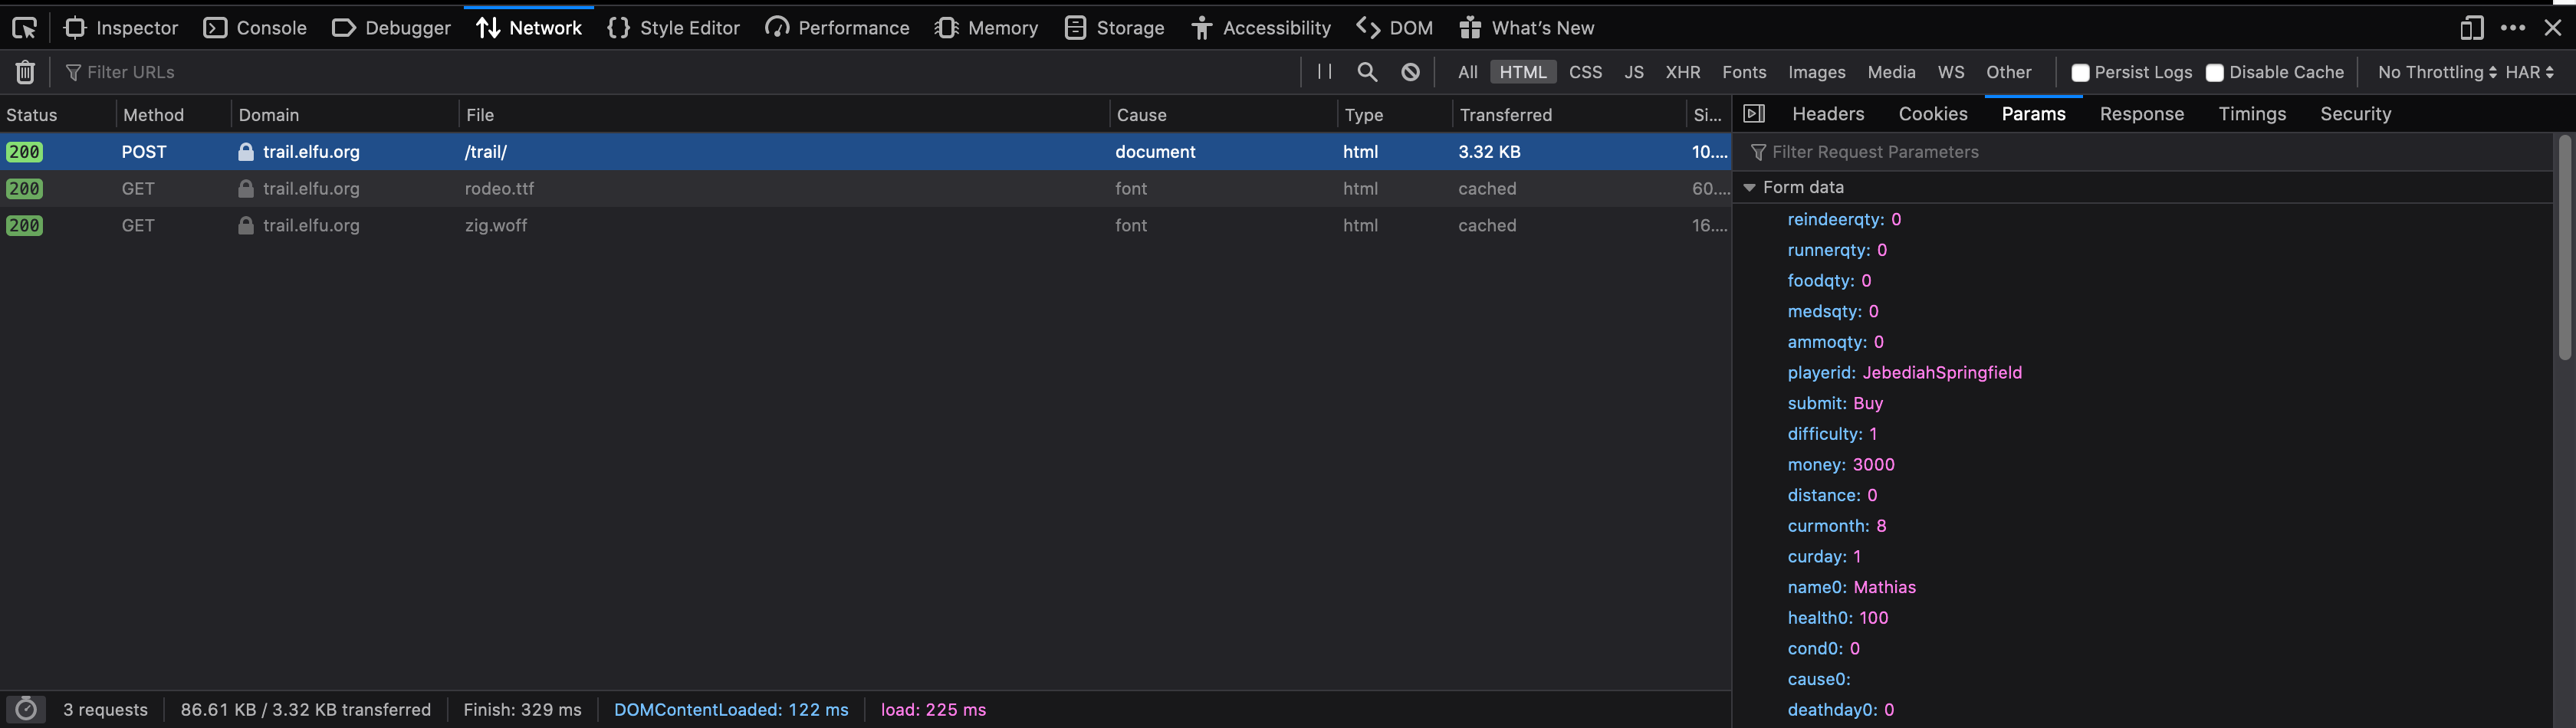 Inspector Console Debugger Network Style Editor Performance Memory Storage Accessibility DOM What's New
Filter URLs All HTML CSS JS XHR Fonts Images Media WS Other Persist Logs Disable Cache No Throttling HAR
Status Method Domain File Cause Type Transferred Si...
200 POST trail.elfu.org /trail/ document html 3.32 KB 10....
200 GET trail.elfu.org rodeo.ttf font html cached 60....
200 GET trail.elfu.org zig.woff font html cached 16....
Headers Cookies Params Response Timings Security
Filter Request Parameters
Form data
reindeerqty: 0
runnerqty: 0
foodqty: 0
medsqty: 0
ammoqty: 0
playerid: JebediahSpringfield
submit: Buy
difficulty: 1
money: 3000
distance: 0
curmonth: 8
curday: 1
name0: Mathias
health0: 100
cond0: 0
cause0:
deathday0: 0
3 requests 86.61 KB / 3.32 KB transferred Finish: 329 ms DOMContentLoaded: 122 ms load: 225 ms